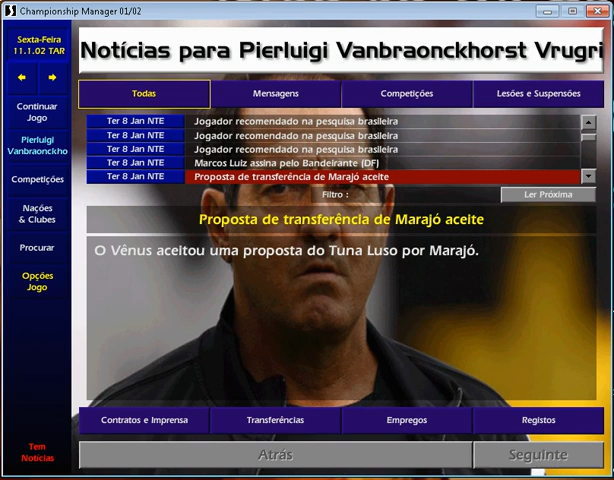 Championship Manager 01/02
Sexta-Feira
11.1.02 TAR
Notícias para Pierluigi Vanbraonckhorst Vrugri
Todas
Mensagens
Competições
Lesões e Suspensões
Continuar
Jogo
Pierluigi
Vanbraonckho
Competições
Nações
& Clubes
Procurar
Opções
Jogo
Tem
Notícias
Ter 8 Jan NTE Jogador recomendado na pesquisa brasileira
Ter 8 Jan NTE Jogador recomendado na pesquisa brasileira
Ter 8 Jan NTE Jogador recomendado na pesquisa brasileira
Ter 8 Jan NTE Marcos Luiz assina pelo Bandeirante (DF)
Ter 8 Jan NTE Proposta de transferência de Marajó aceite
Filtro :
Ler Próxima
Proposta de transferência de Marajó aceite
O Vênus aceitou uma proposta do Tuna Luso por Marajó.
Contratos e Imprensa
Transferências
Empregos
Registos
Atrás
Seguinte